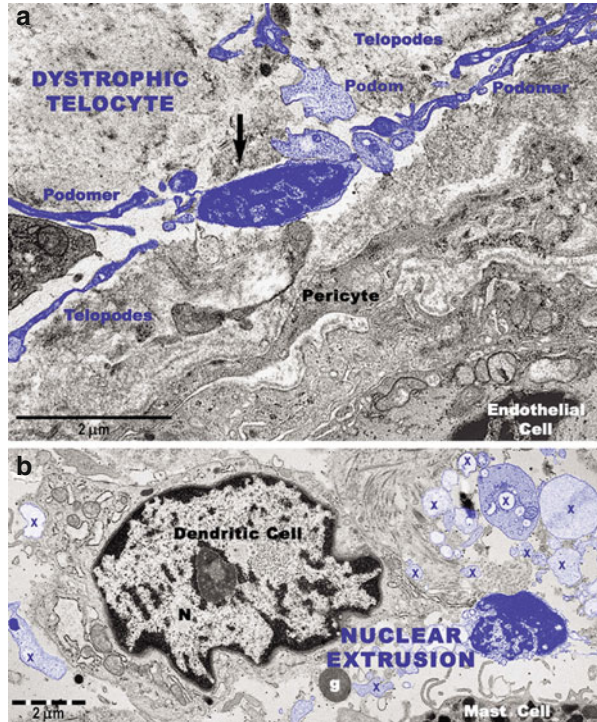 a
DYSTROPHIC
TELOCYTE
Telopodes
Podom
Podomer
Podomer
Telopodes
Pericyte
Endothelial
Cell
2 µm
b
X
X
X
X
X
X
X
X
X
X
X
X
Dendritic Cell
N
NUCLEAR
EXTRUSION
g
X
2 µm
Mast Cell